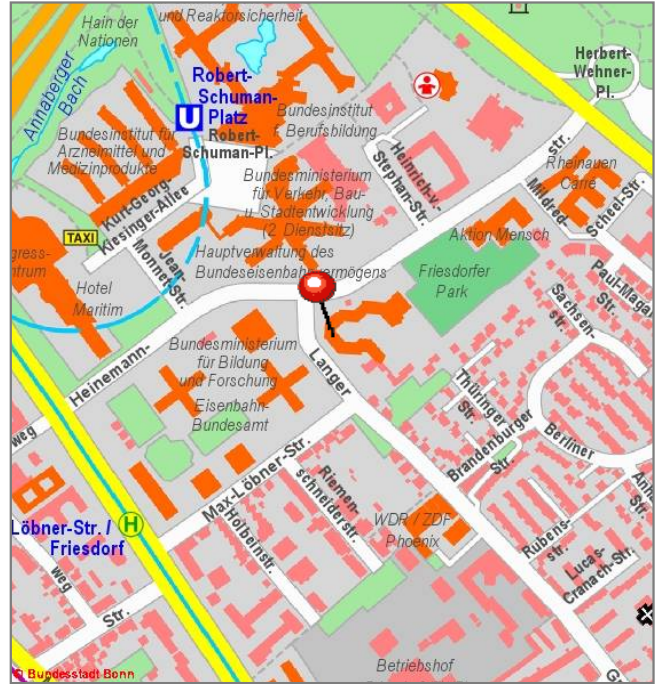 Hain der
Nationen
und Reaktorsicherheit
Annaberger
Bach
Robert-
Schuman-
Platz
U
Herbert-
Wehner-
Pl.
Bundesinstitut für
Arzneimittel und
Medizinprodukte
Robert-
Schuman-Pl.
Bundesinstitut
f. Berufsbildung
Heinrich-v.-
Stephan-Str.
str.
Rheinauen
Carré
Mildred-
Scheel-Str.
Kurt-Georg-
Kiesinger-Allee
Bundesministerium
für Verkehr, Bau-
u. Stadtentwicklung
(2. Dienstsitz)
Aktion Mensch
TAXI
Jean-
Monnet-Str.
Hauptverwaltung des
Bundeseisenbahnvermögens
Hotel
Maritim
Friesdorfer
Park
Sachsen-
str.
Heinemann-
Bundesministerium
für Bildung
und Forschung
Eisenbahn-
Bundesamt
Langer
Thüringer
Str.
Brandenburger
Str.
Berliner
weg
Max-Löbner-Str.
Riemen-
schneiderstr.
Holbeinstr.
WDR / ZDF
Phoenix
Löbner-Str. /
Friesdorf
H
Rubens-
str.
Lucas-
Cranach-Str.
weg
Str.
Betriebshof
© Bundesstadt Bonn